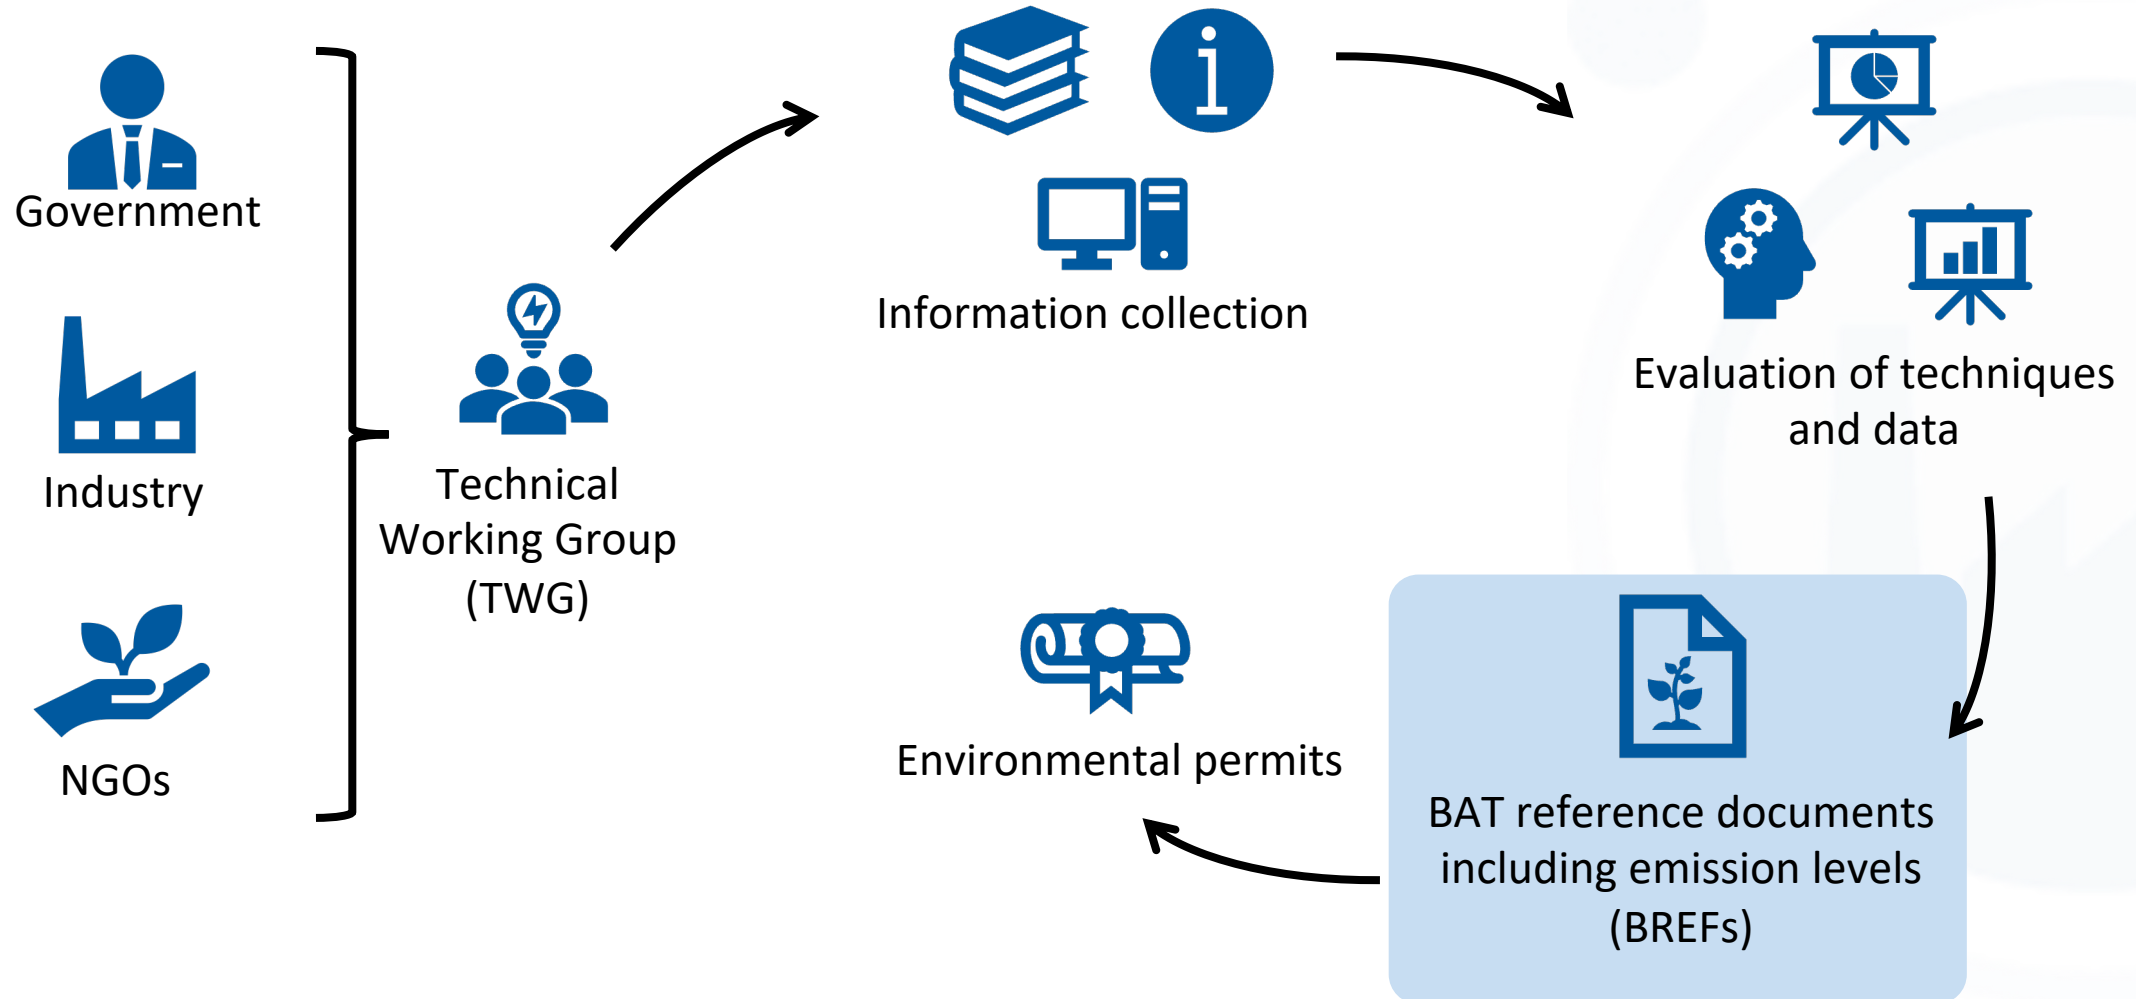 Government
Industry
NGOs
Technical
Working Group
(TWG)
Information collection
Evaluation of techniques
and data
BAT reference documents
including emission levels
(BREFs)
Environmental permits